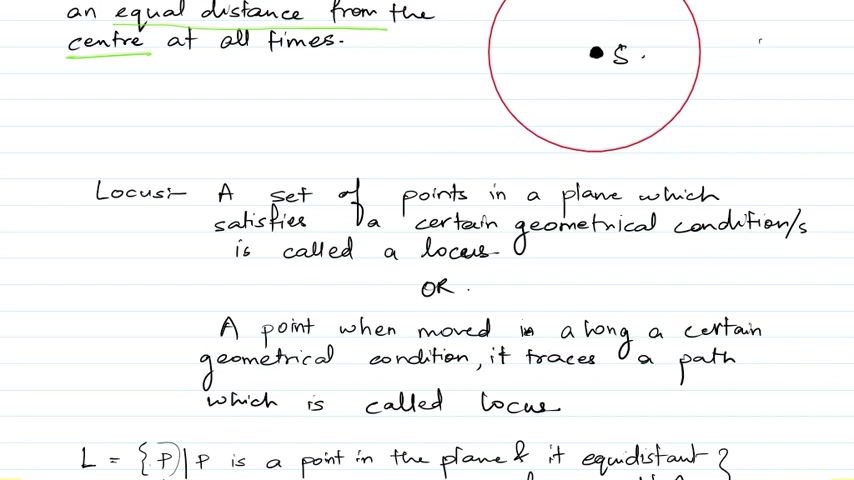 an equal distance from the
centre at all times.
S
Locus:- A set of points in a plane which
satisfies a certain geometrical condition/s
is called a locus.
OR.
A point when moved in along a certain
geometrical condition, it traces a path
which is called locus
L = {P | P is a point in the plane & it equidistant }